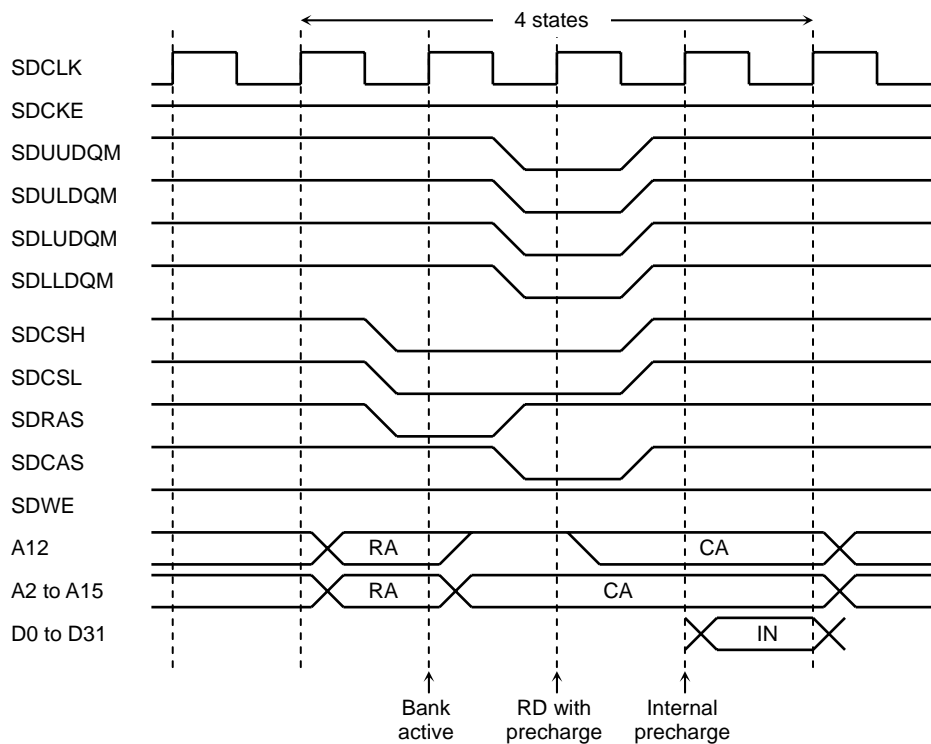 4 states
SDCLK
SDCKE
SDUUDQM
SDULDQM
SDLUDQM
SDLLDQM
SDCSH
SDCSL
SDRAS
SDCAS
SDWE
A12 RA CA
A2 to A15 RA CA
D0 to D31 IN
Bank active
RD with precharge
Internal precharge